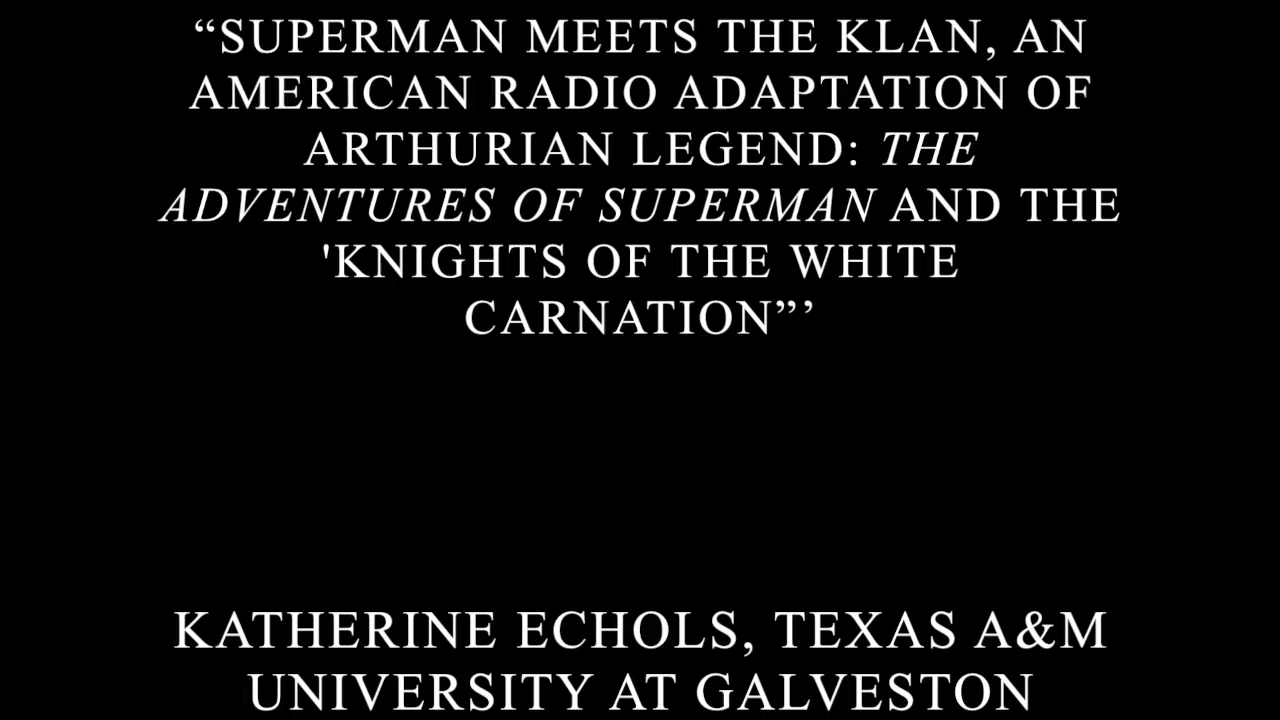 “SUPERMAN MEETS THE KLAN, AN
AMERICAN RADIO ADAPTATION OF
ARTHURIAN LEGEND: THE
ADVENTURES OF SUPERMAN AND THE
'KNIGHTS OF THE WHITE
CARNATION”’
KATHERINE ECHOLS, TEXAS A&M
UNIVERSITY AT GALVESTON